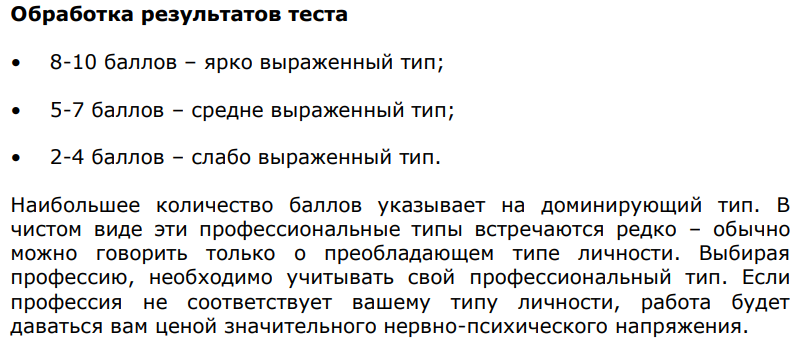 Обработка результатов теста
• 8-10 баллов – ярко выраженный тип;
• 5-7 баллов – средне выраженный тип;
• 2-4 баллов – слабо выраженный тип.
Наибольшее количество баллов указывает на доминирующий тип. В
чистом виде эти профессиональные типы встречаются редко – обычно
можно говорить только о преобладающем типе личности. Выбирая
профессию, необходимо учитывать свой профессиональный тип. Если
профессия не соответствует вашему типу личности, работа будет
даваться вам ценой значительного нервно-психического напряжения.